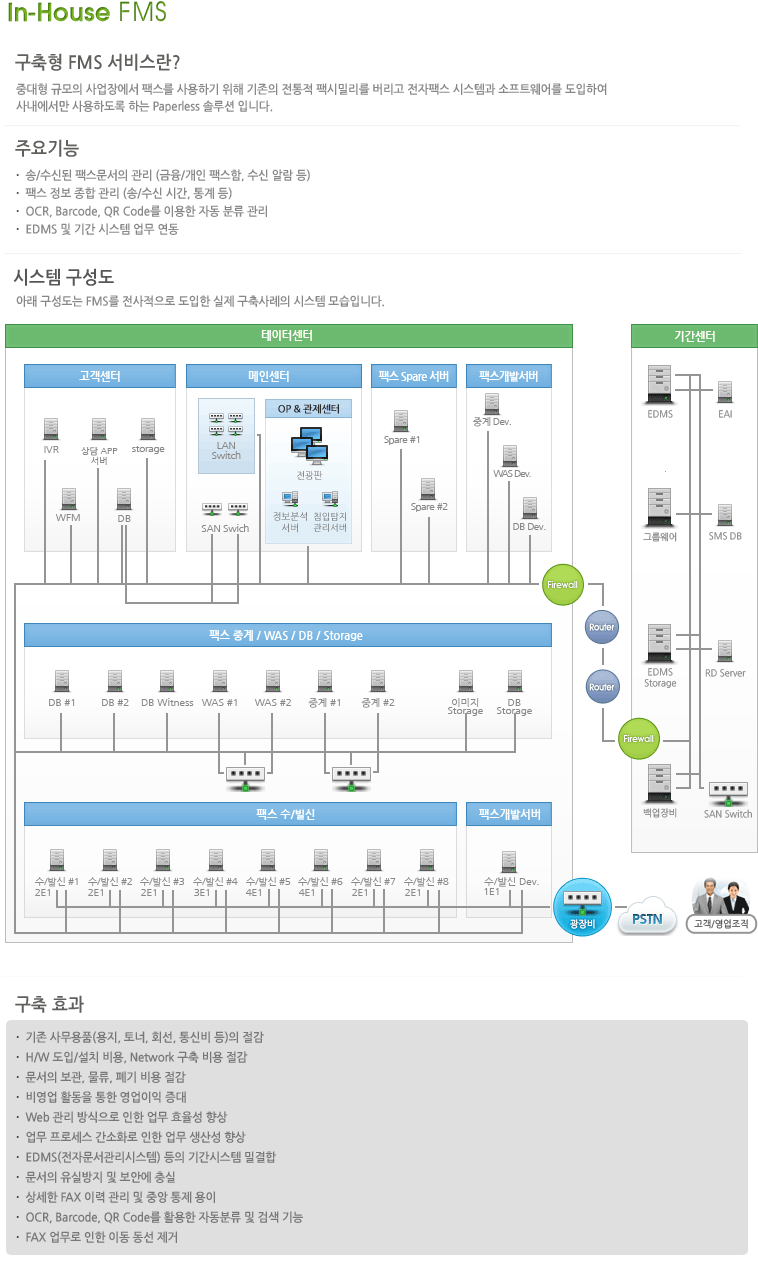 In-House FMS
구축형 FMS 서비스란?
중대형 규모의 사업장에서 팩스를 사용하기 위해 기존의 전통적 팩시밀리를 버리고 전자팩스 시스템과 소프트웨어를 도입하여
사내에서만 사용하도록 하는 Paperless 솔루션 입니다.
주요기능
· 송/수신된 팩스문서의 관리 (금융/개인 팩스함, 수신 알람 등)
· 팩스 정보 종합 관리 (송/수신 시간, 통계 등)
· OCR, Barcode, QR Code를 이용한 자동 분류 관리
· EDMS 및 기간 시스템 업무 연동
시스템 구성도
아래 구성도는 FMS를 전사적으로 도입한 실제 구축사례의 시스템 모습입니다.
테이터센터
기간센터
고객센터
메인센터
팩스 Spare 서버
팩스개발서버
IVR
상담 APP
서버
storage
WFM
DB
LAN
Switch
SAN Swich
OP & 관제센터
전광판
정보분석
서버
침입탐지
관리서버
Spare #1
Spare #2
중계 Dev.
WAS Dev.
DB Dev.
EDMS
EAI
그룹웨어
SMS DB
Firewall
Router
Router
Firewall
EDMS
Storage
RD Server
백업장비
SAN Switch
팩스 중계 / WAS / DB / Storage
DB #1
DB #2
DB Witness
WAS #1
WAS #2
중계 #1
중계 #2
이미지
Storage
DB
Storage
팩스 수/발신
팩스개발서버
수/발신 #1
2E1
수/발신 #2
2E1
수/발신 #3
2E1
수/발신 #4
3E1
수/발신 #5
4E1
수/발신 #6
4E1
수/발신 #7
2E1
수/발신 #8
2E1
수/발신 Dev.
1E1
광장비
PSTN
고객/영업조직
구축 효과
· 기존 사무용품(용지, 토너, 회선, 통신비 등)의 절감
· H/W 도입/설치 비용, Network 구축 비용 절감
· 문서의 보관, 물류, 폐기 비용 절감
· 비영업 활동을 통한 영업이익 증대
· Web 관리 방식으로 인한 업무 효율성 향상
· 업무 프로세스 간소화로 인한 업무 생산성 향상
· EDMS(전자문서관리시스템) 등의 기간시스템 밀결합
· 문서의 유실방지 및 보안에 충실
· 상세한 FAX 이력 관리 및 중앙 통제 용이
· OCR, Barcode, QR Code를 활용한 자동분류 및 검색 기능
· FAX 업무로 인한 이동 동선 제거